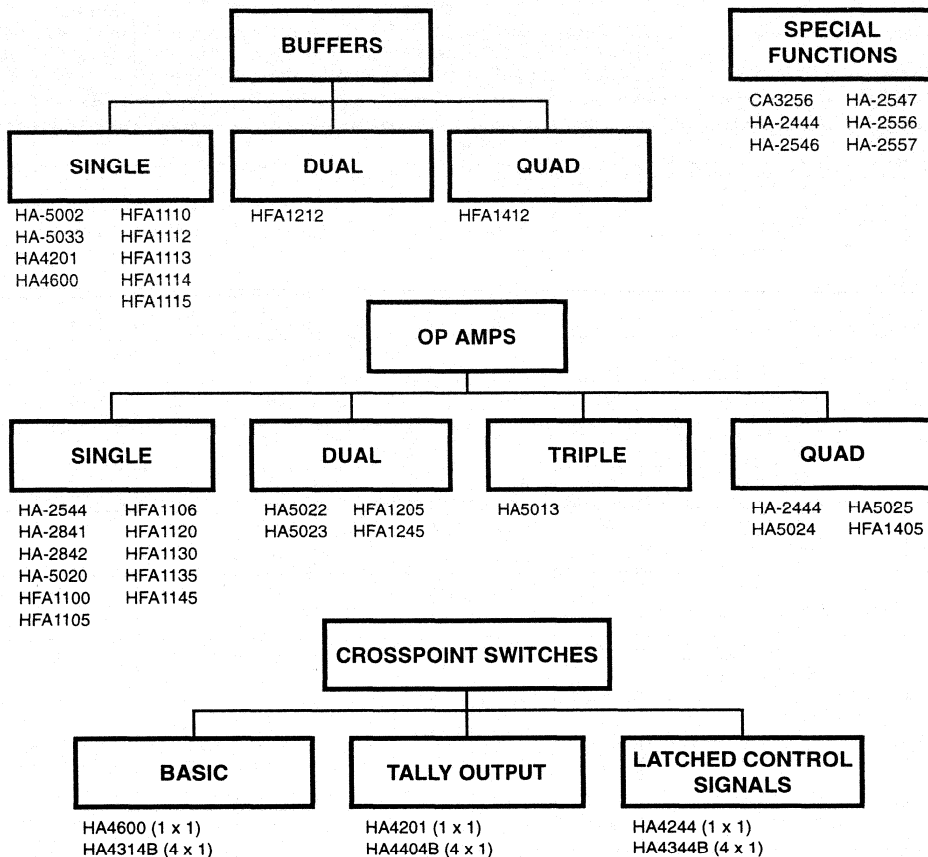 BUFFERS
SINGLE
HA-5002 HFA1110
HA-5033 HFA1112
HA4201 HFA1113
HA4600 HFA1114
HFA1115
DUAL
HFA1212
QUAD
HFA1412
SPECIAL
FUNCTIONS
CA3256 HA-2547
HA-2444 HA-2556
HA-2546 HA-2557
OP AMPS
SINGLE
HA-2544 HFA1106
HA-2841 HFA1120
HA-2842 HFA1130
HA-5020 HFA1135
HFA1100 HFA1145
HFA1105
DUAL
HA5022 HFA1205
HA5023 HFA1245
TRIPLE
HA5013
QUAD
HA-2444 HA5025
HA5024 HFA1405
CROSSPOINT SWITCHES
BASIC
HA4600 (1 x 1)
HA4314B (4 x 1)
TALLY OUTPUT
HA4201 (1 x 1)
HA4404B (4 x 1)
LATCHED CONTROL
SIGNALS
HA4244 (1 x 1)
HA4344B (4 x 1)